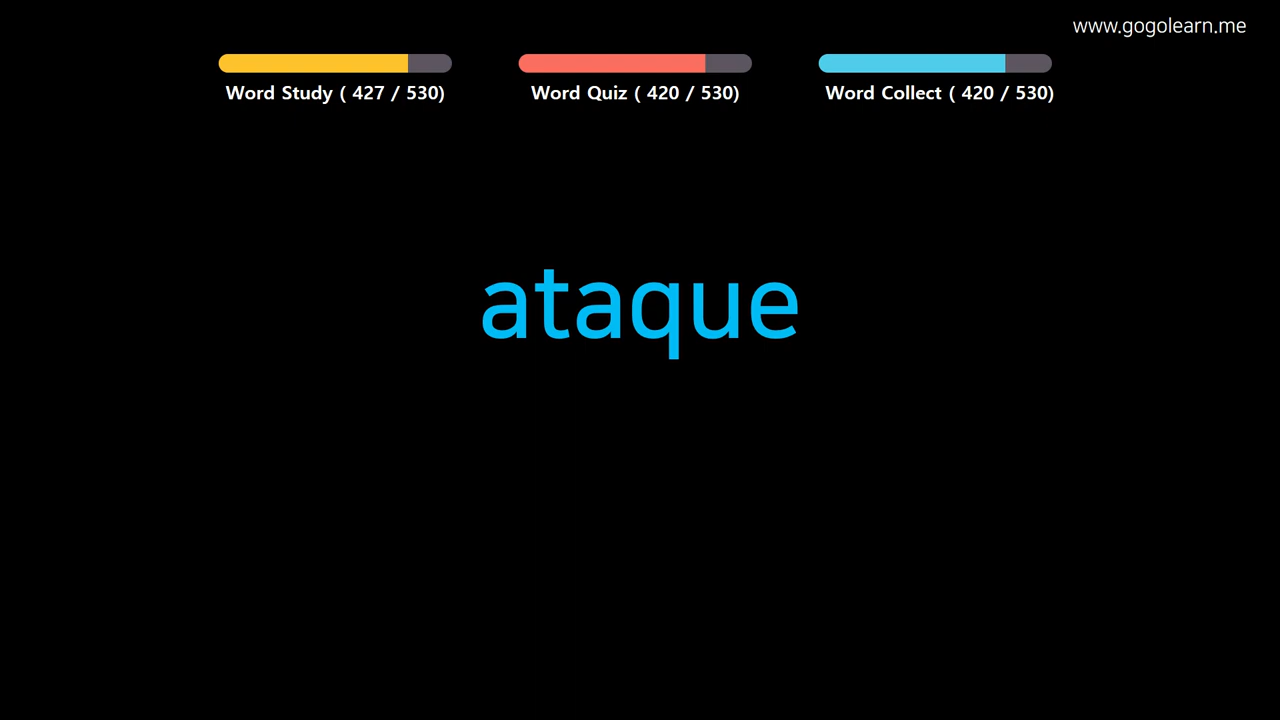 www.gogolearn.me
Word Study ( 427 / 530)
Word Quiz ( 420 / 530)
Word Collect ( 420 / 530)
ataque